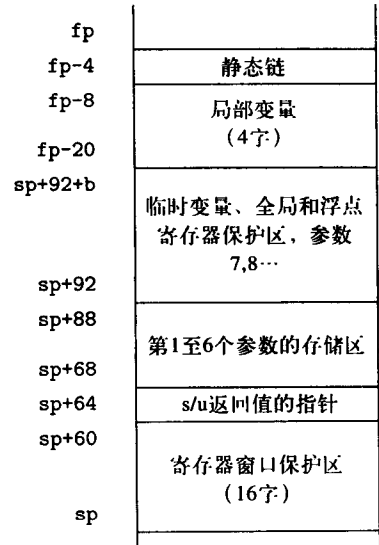 fp
fp-4
静态链
fp-8
局部变量
(4字)
fp-20
sp+92+b
临时变量、全局和浮点
寄存器保护区，参数
7,8…
sp+92
sp+88
第1至6个参数的存储区
sp+68
sp+64
s/u返回值的指针
sp+60
寄存器窗口保护区
(16字)
sp